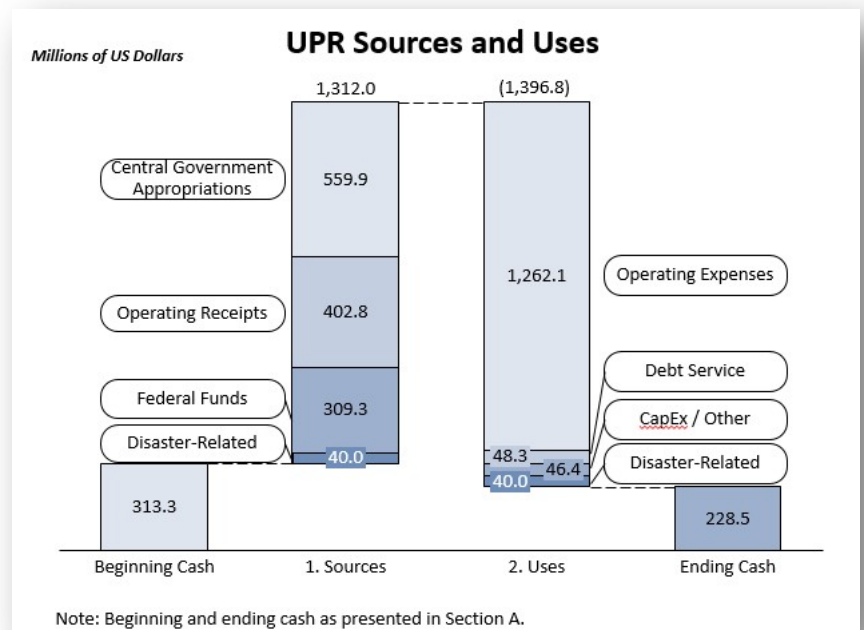 UPR Sources and Uses
Millions of US Dollars
1,312.0
(1,396.8)
Central Government
Appropriations
559.9
1,262.1
Operating Expenses
Operating Receipts
402.8
Debt Service
Federal Funds
309.3
CapEx / Other
Disaster-Related
40.0
48.3
46.4
Disaster-Related
40.0
313.3
228.5
Beginning Cash
1. Sources
2. Uses
Ending Cash
Note: Beginning and ending cash as presented in Section A.